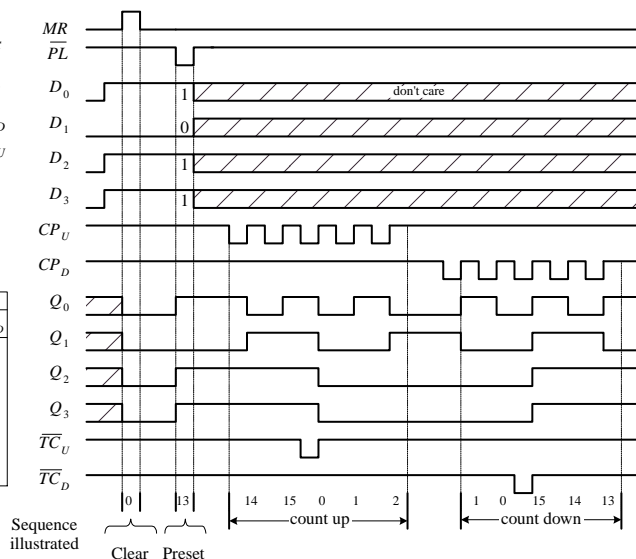 MR
PL
D0
1
don't care
D1
0
D
D2
1
U
D3
1
CPU
CPD
Q0
D
Q1
Q2
Q3
TCU
TCD
0 13 14 15 0 1 2 1 0 15 14 13
Sequence illustrated
count up
count down
Clear Preset